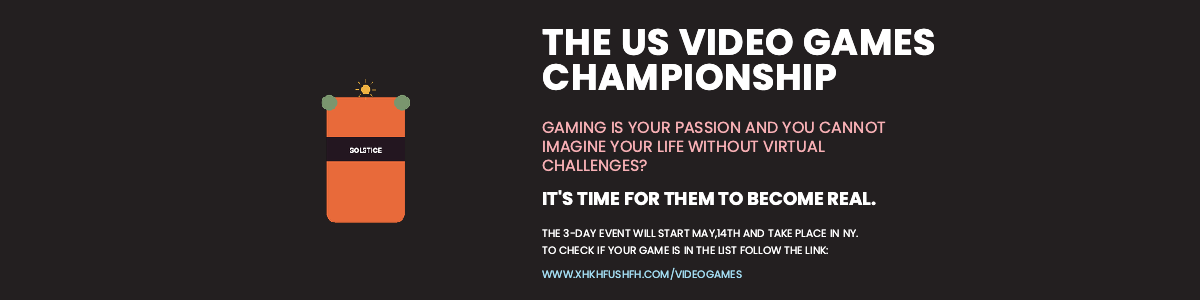 SOLSTICE
THE US VIDEO GAMES
CHAMPIONSHIP
GAMING IS YOUR PASSION AND YOU CANNOT
IMAGINE YOUR LIFE WITHOUT VIRTUAL
CHALLENGES?
IT'S TIME FOR THEM TO BECOME REAL.
THE 3-DAY EVENT WILL START MAY,14TH AND TAKE PLACE IN NY.
TO CHECK IF YOUR GAME IS IN THE LIST FOLLOW THE LINK:
WWW.XHKHFUSHFH.COM/VIDEOGAMES